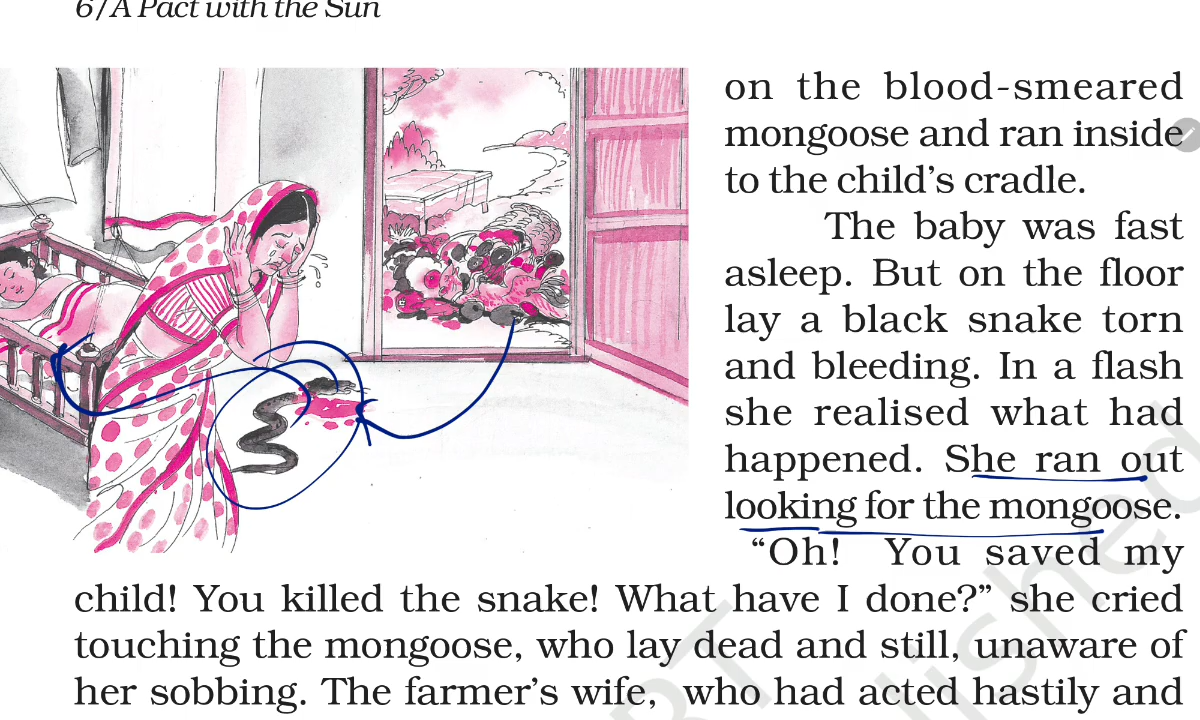 6/A Pact with the Sun
on the blood-smeared
mongoose and ran inside
to the child's cradle.
The baby was fast
asleep. But on the floor
lay a black snake torn
and bleeding. In a flash
she realised what had
happened. She ran out
looking for the mongoose.
“Oh! You saved my
child! You killed the snake! What have I done?” she cried
touching the mongoose, who lay dead and still, unaware of
her sobbing. The farmer's wife, who had acted hastily and